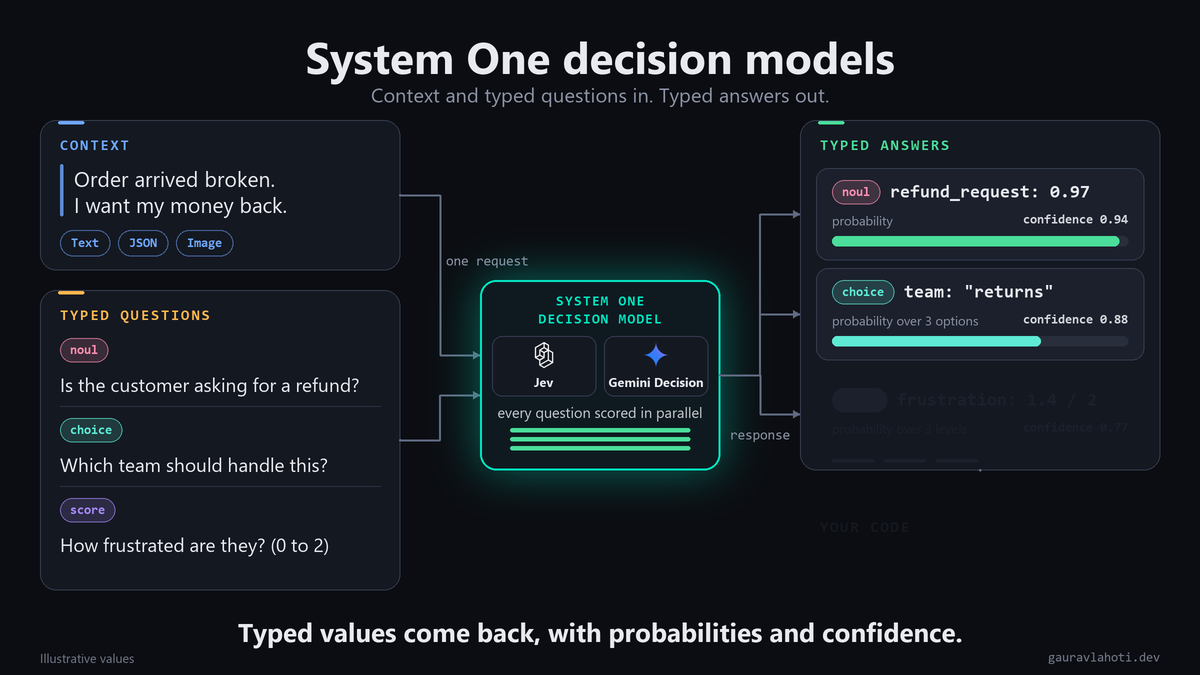 System One decision models
Context and typed questions in. Typed answers out.
CONTEXT
Order arrived broken.
I want my money back.
Text JSON Image
TYPED QUESTIONS
noul
Is the customer asking for a refund?
choice
Which team should handle this?
score
How frustrated are they? (0 to 2)
one request
SYSTEM ONE
DECISION MODEL
Jev Gemini Decision
every question scored in parallel
response
TYPED ANSWERS
noul refund_request: 0.97
probability confidence 0.94
choice team: "returns"
probability over 3 options confidence 0.88
frustration: 1.4 / 2
probability over 3 levels confidence 0.77
YOUR CODE
Typed values come back, with probabilities and confidence.
Illustrative values
gauravlahoti.dev